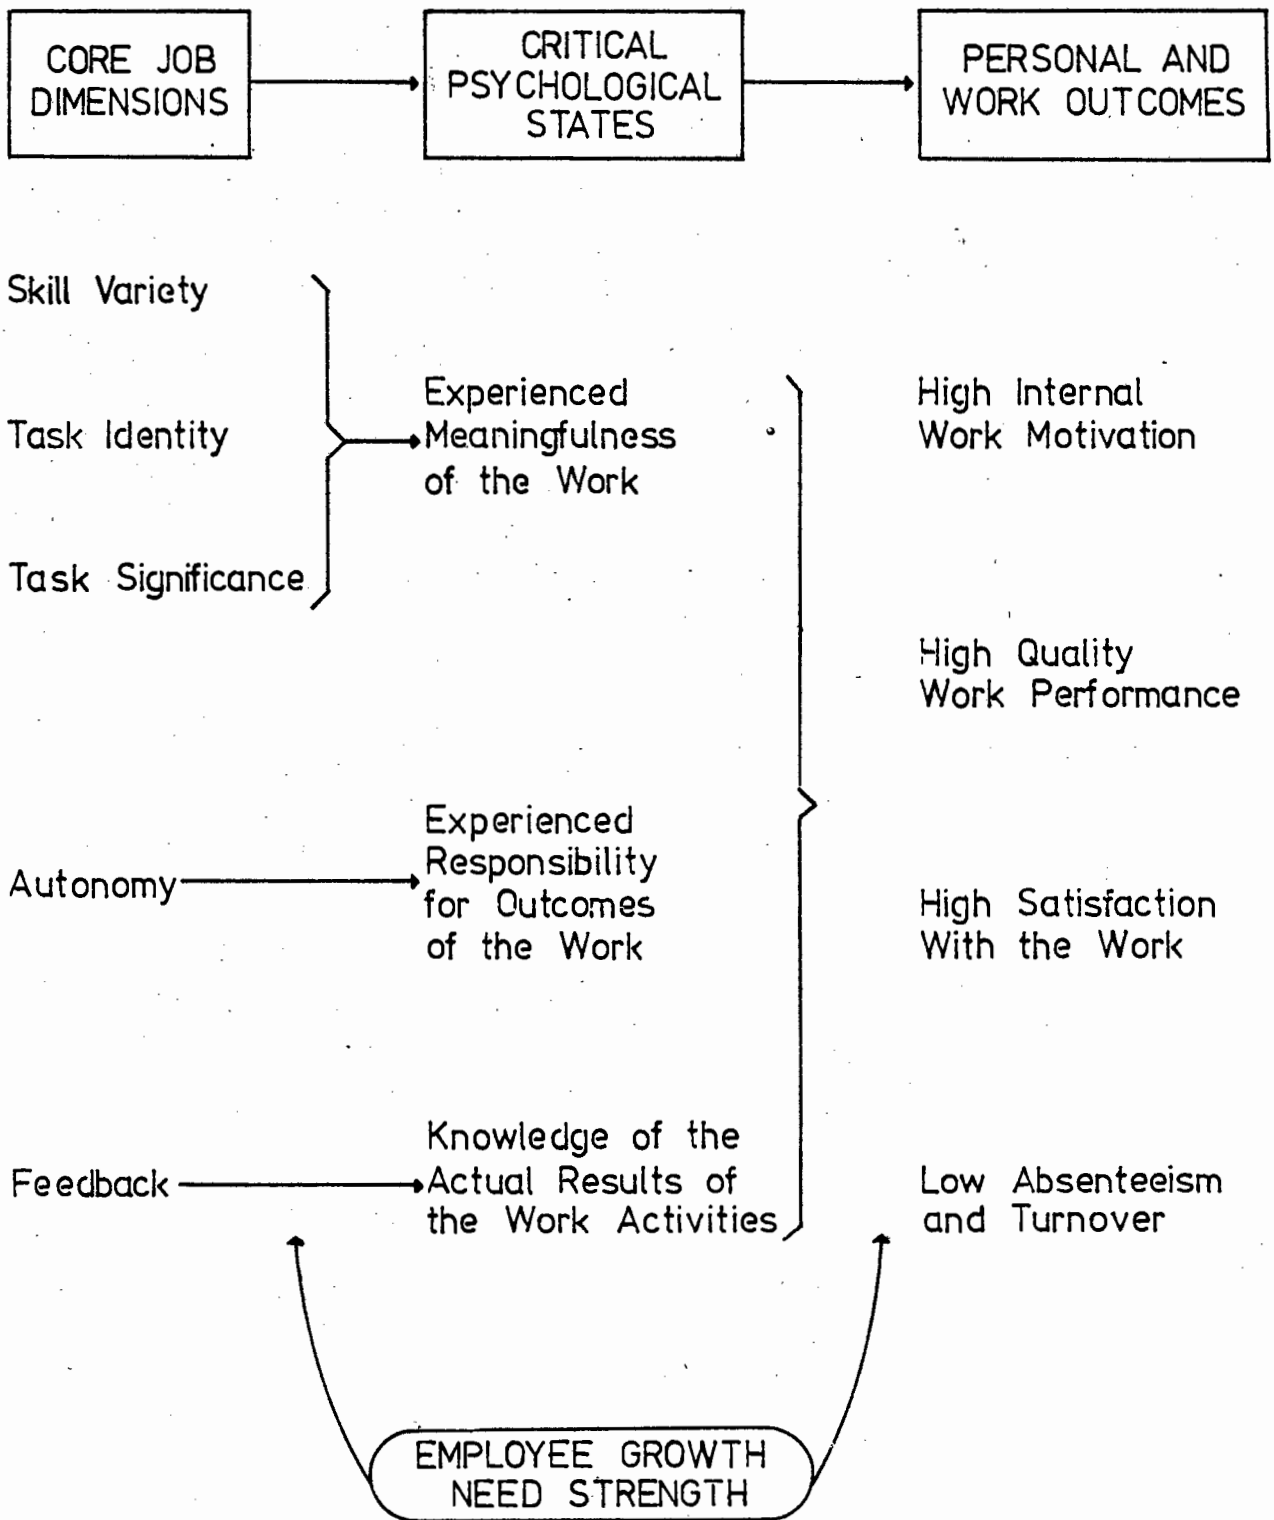 CORE JOB
DIMENSIONS
CRITICAL
PSYCHOLOGICAL
STATES
PERSONAL AND
WORK OUTCOMES
Skill Variety
Task Identity
Task Significance
Experienced
Meaningfulness
of the Work
High Internal
Work Motivation
High Quality
Work Performance
Autonomy
Experienced
Responsibility
for Outcomes
of the Work
High Satisfaction
With the Work
Feedback
Knowledge of the
Actual Results of
the Work Activities
Low Absenteeism
and Turnover
EMPLOYEE GROWTH
NEED STRENGTH